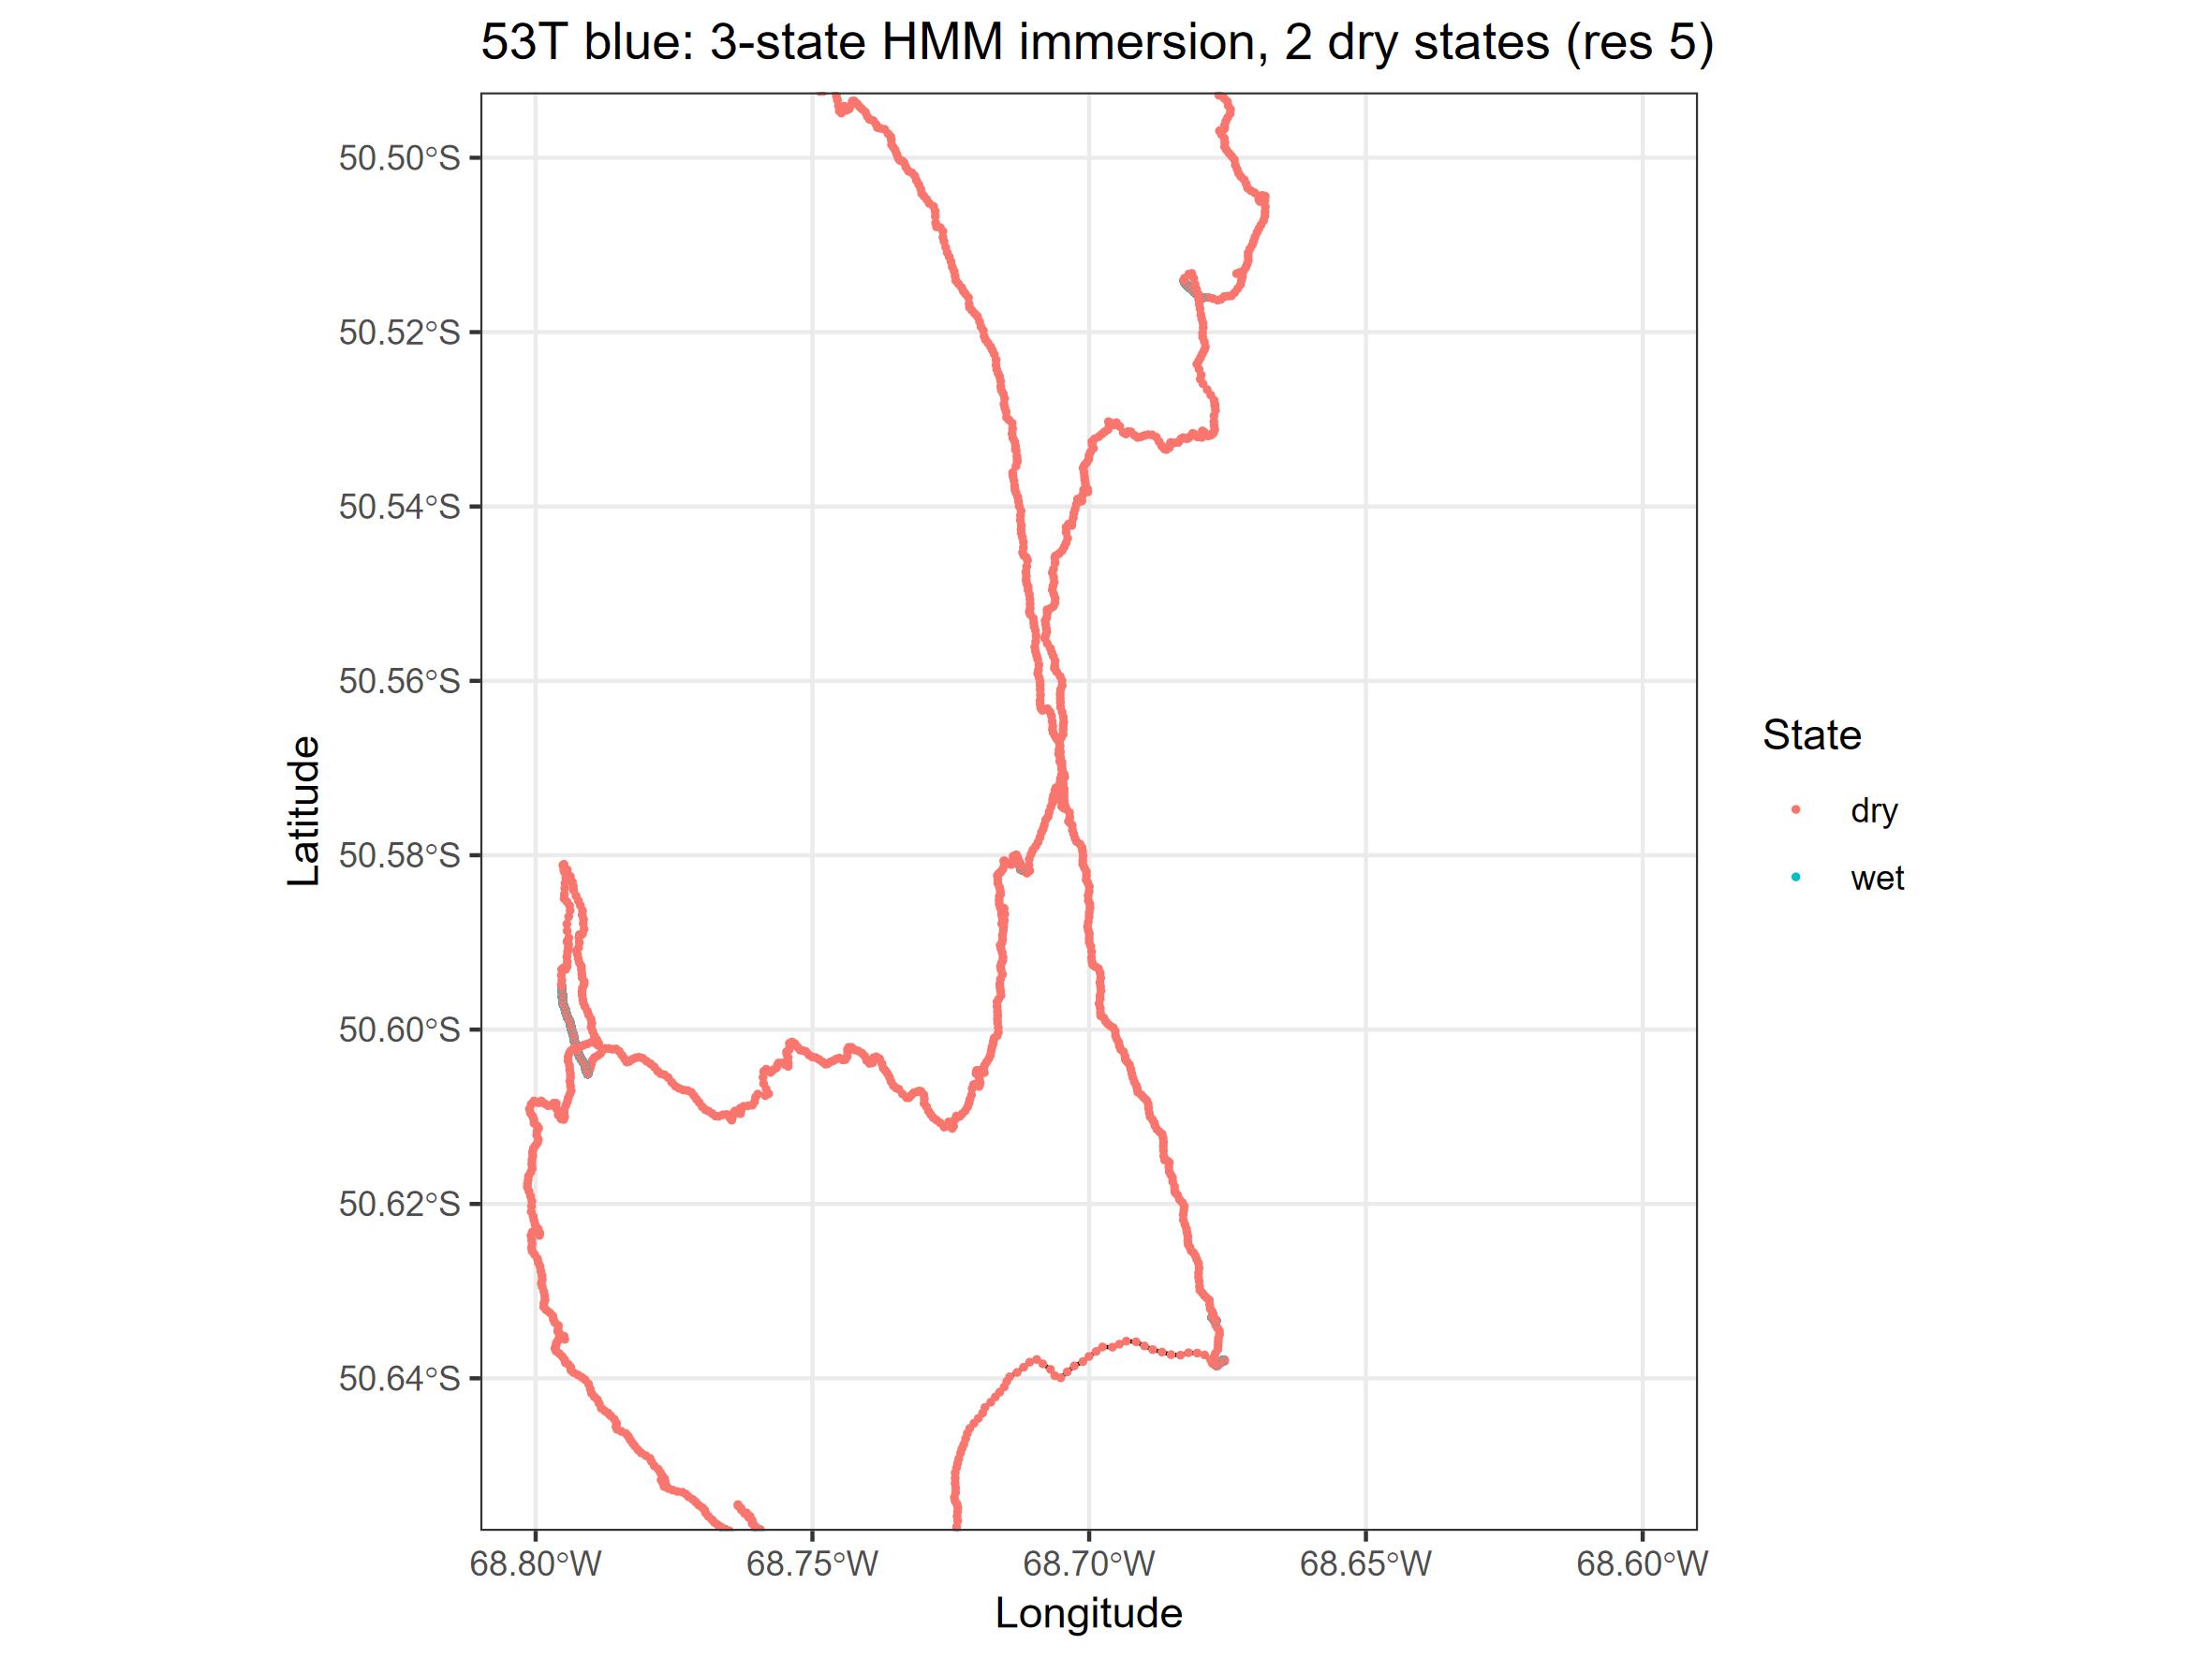 53T blue: 3-state HMM immersion, 2 dry states (res 5)
50.50°S
50.52°S
50.54°S
50.56°S
50.58°S
50.60°S
50.62°S
50.64°S
Latitude
68.80°W
68.75°W
68.70°W
68.65°W
68.60°W
Longitude
State
dry
wet